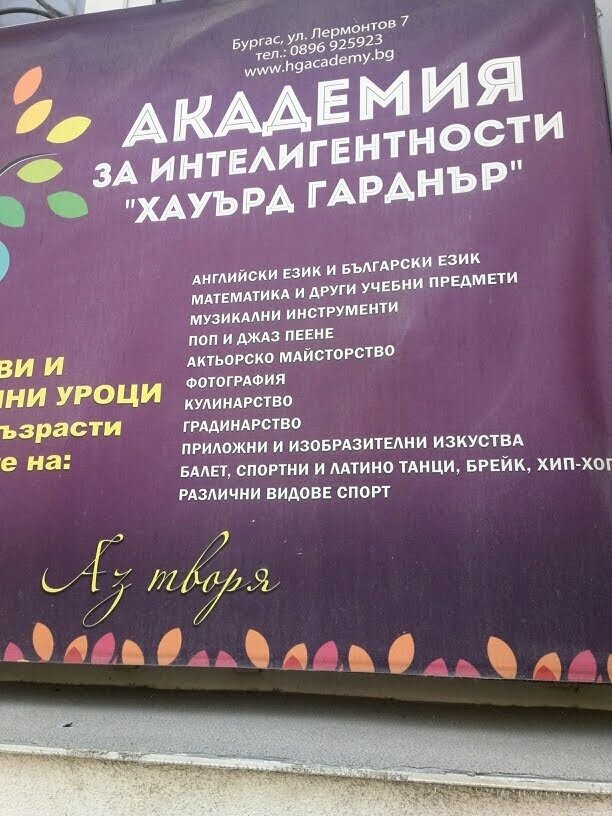 Бургас, ул. Лермонтов 7
тел.: 0896 925923
www.hgacademy.bg
АКАДЕМИЯ
ЗА ИНТЕЛИГЕНТНОСТИ
"ХАУЪРД ГАРДНЪР"
АНГЛИЙСКИ ЕЗИК И БЪЛГАРСКИ ЕЗИК
МАТЕМАТИКА И ДРУГИ УЧЕБНИ ПРЕДМЕТИ
МУЗИКАЛНИ ИНСТРУМЕНТИ
ПОП И ДЖАЗ ПЕЕНЕ
АКТЬОРСКО МАЙСТОРСТВО
ФОТОГРАФИЯ
КУЛИНАРСТВО
ГРАДИНАРСТВО
ПРИЛОЖНИ И ИЗОБРАЗИТЕЛНИ ИЗКУСТВА
БАЛЕТ, СПОРТНИ И ЛАТИНО ТАНЦИ, БРЕЙК, ХИП-ХОП
РАЗЛИЧНИ ВИДОВЕ СПОРТ
ВИ И
НИ УРОЦИ
ъзрасти
е на:
Аз творя